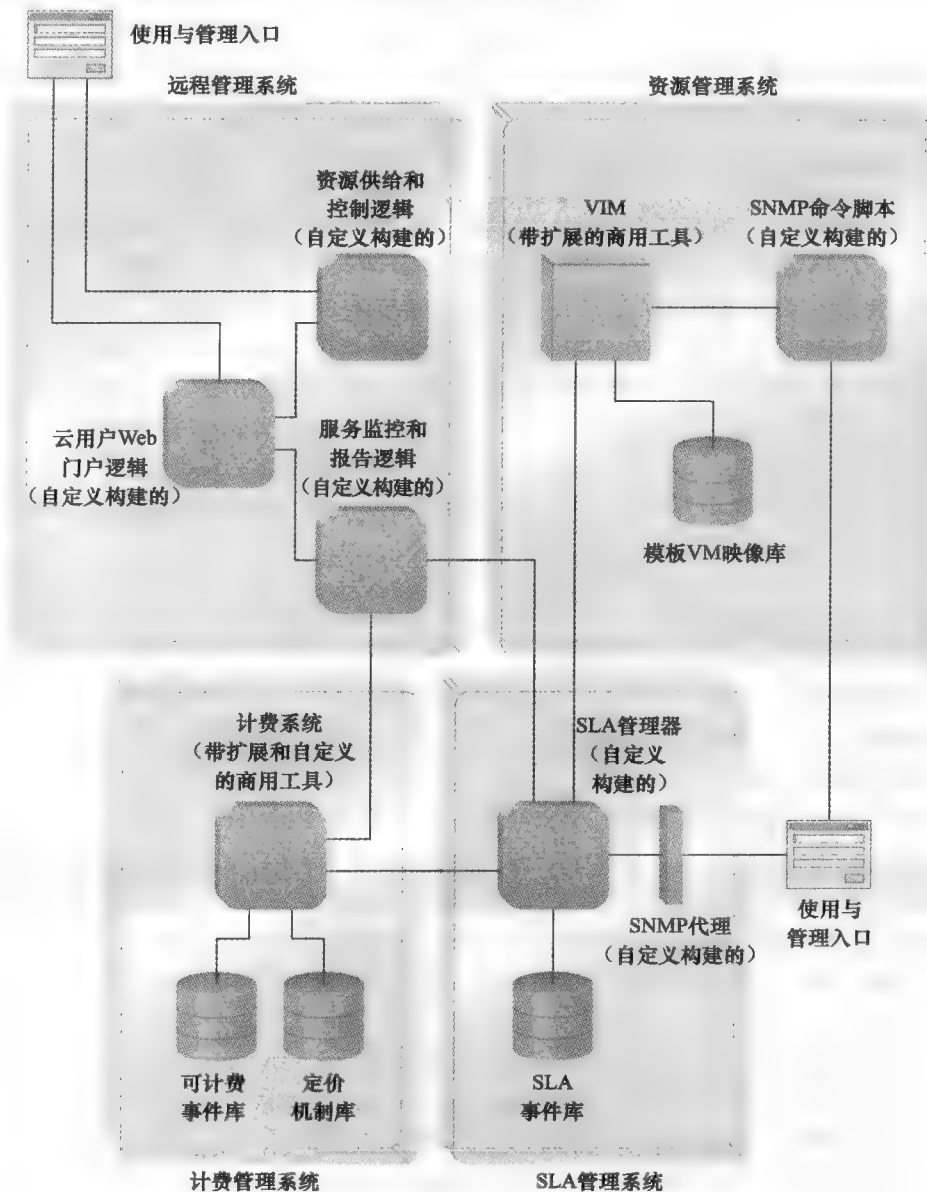 使用与管理入口
远程管理系统
资源管理系统
资源供给和
控制逻辑
（自定义构建的）
VIM
（带扩展的商用工具）
SNMP命令脚本
（自定义构建的）
云用户Web
门户逻辑
（自定义构建的）
服务监控和
报告逻辑
（自定义构建的）
模板VM映像库
计费系统
（带扩展和自定义
的商用工具）
SLA管理器
（自定义
构建的）
SNMP代理
（自定义构建的）
使用与
管理入口
可计费
事件库
定价
机制库
SLA
事件库
计费管理系统
SLA管理系统